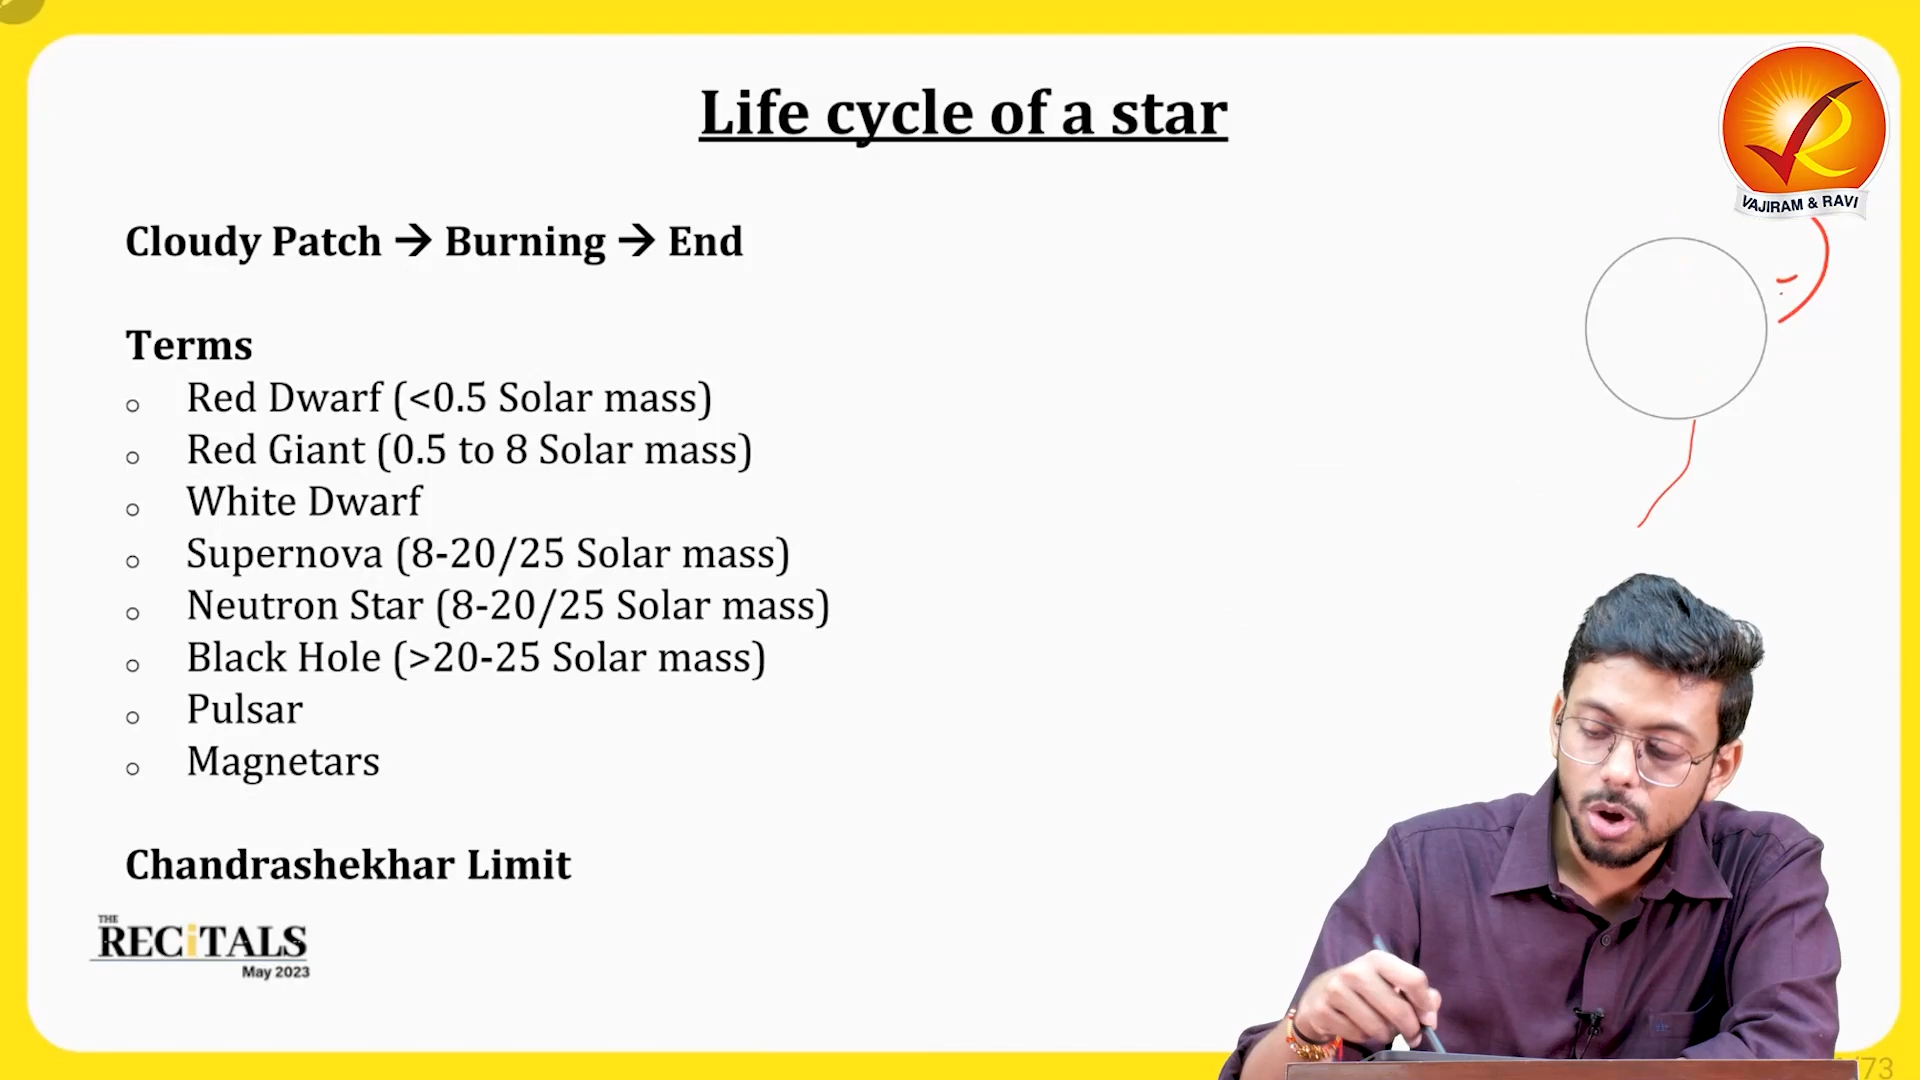 Life cycle of a star
VAJIRAM & RAVI
Cloudy Patch → Burning → End
Terms
○ Red Dwarf (<0.5 Solar mass)
○ Red Giant (0.5 to 8 Solar mass)
○ White Dwarf
○ Supernova (8-20/25 Solar mass)
○ Neutron Star (8-20/25 Solar mass)
○ Black Hole (>20-25 Solar mass)
○ Pulsar
○ Magnetars
Chandrashekhar Limit
THE
RECiTALS
May 2023